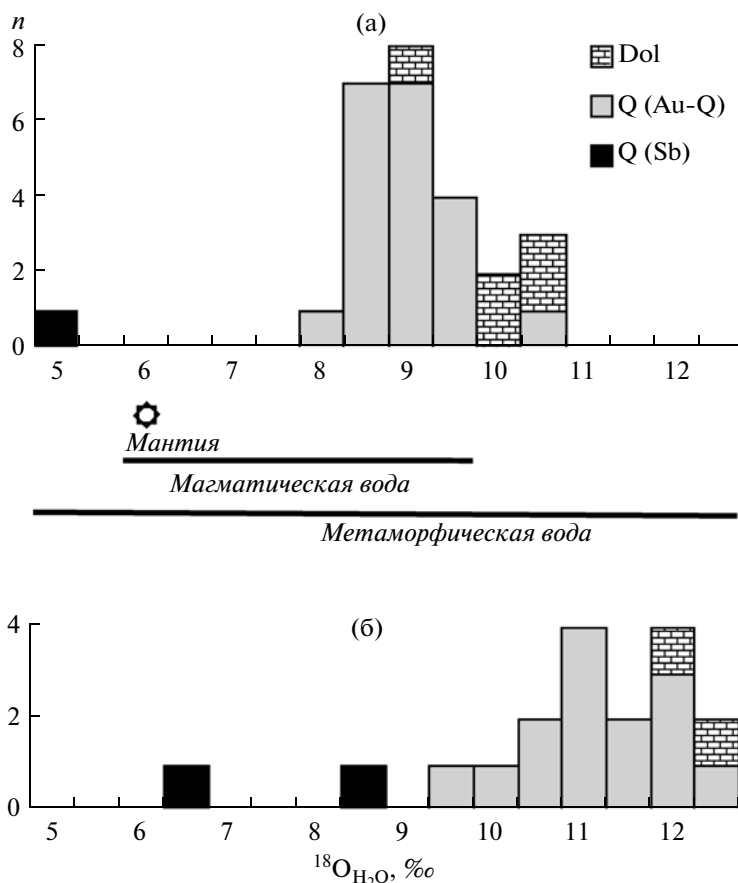 n
(а)
8
6
4
2
0
Dol
Q (Au-Q)
Q (Sb)
5 6 7 8 9 10 11 12
Мантия
Магматическая вода
Метаморфическая вода
(б)
4
2
0
5 6 7 8 9 10 11 12
¹⁸O_H₂O, ‰